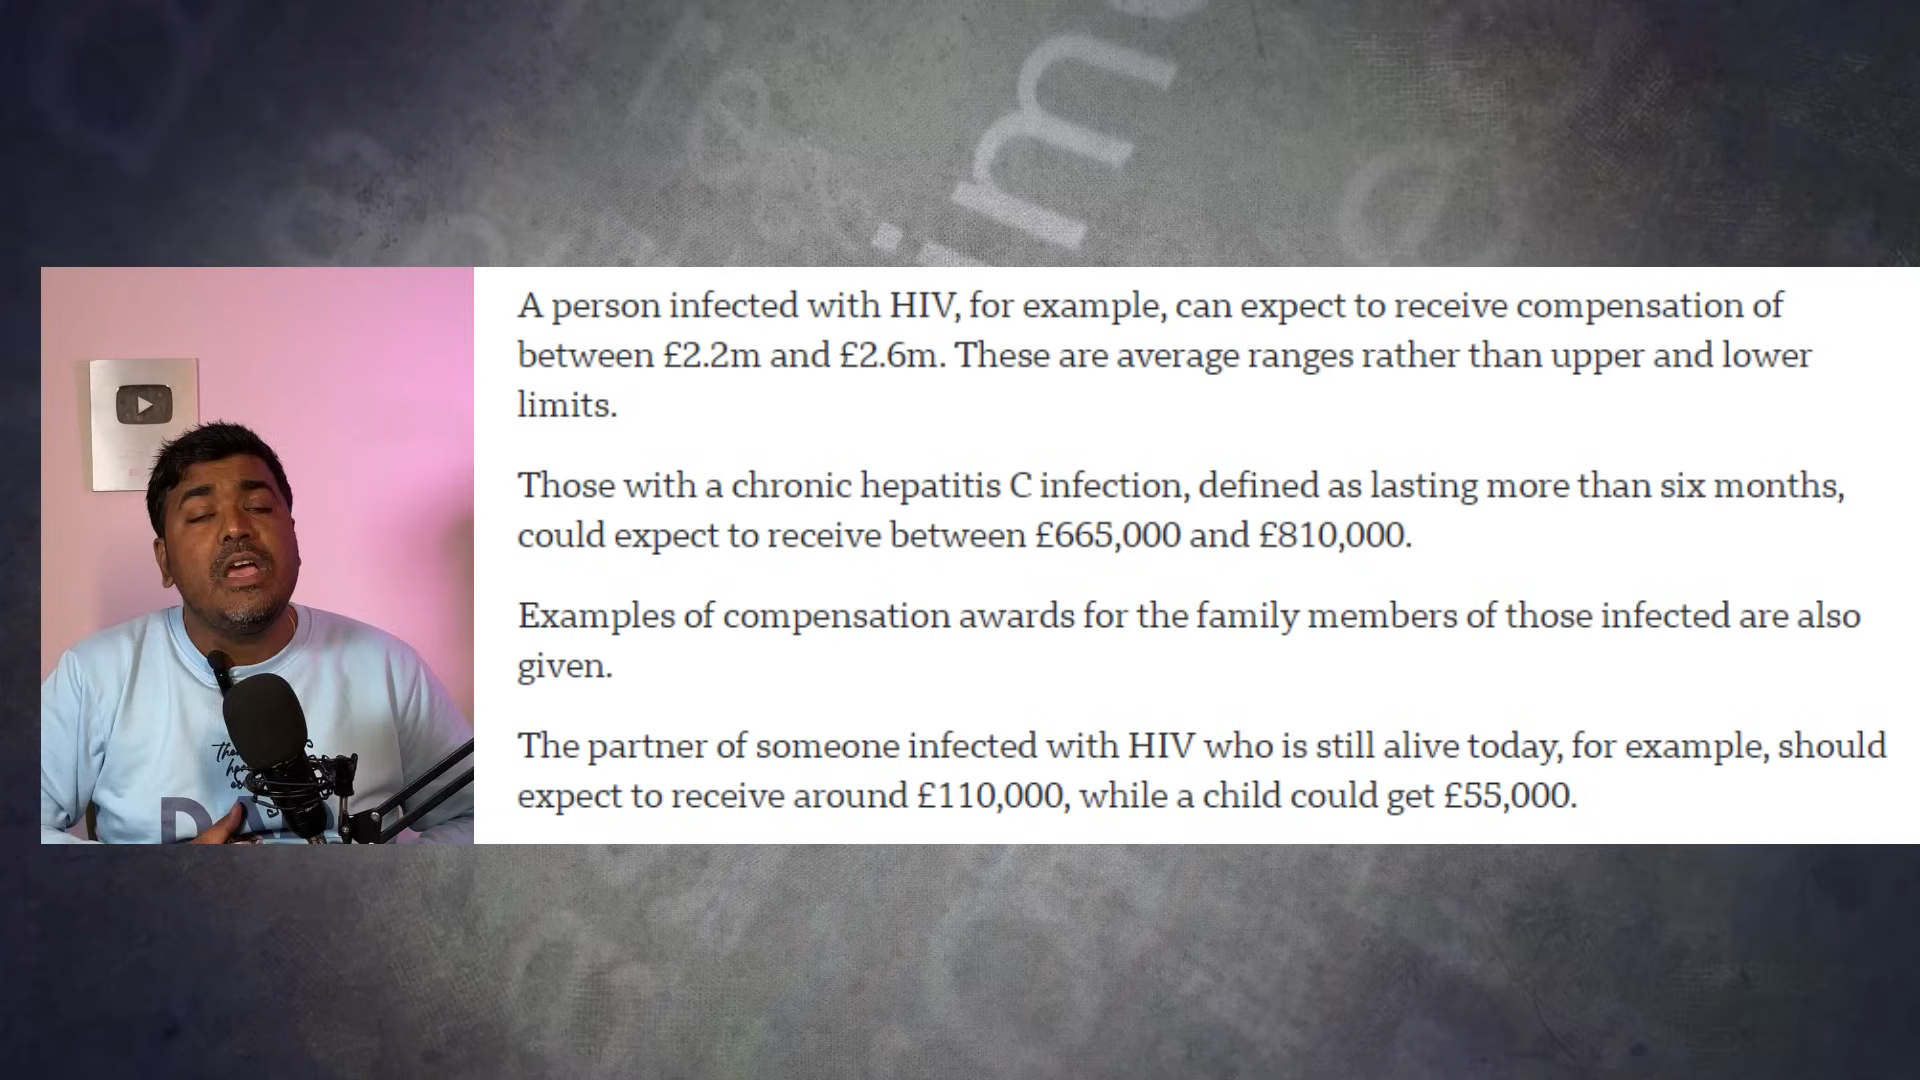 im
e
A person infected with HIV, for example, can expect to receive compensation of
between £2.2m and £2.6m. These are average ranges rather than upper and lower
limits.
Those with a chronic hepatitis C infection, defined as lasting more than six months,
could expect to receive between £665,000 and £810,000.
Examples of compensation awards for the family members of those infected are also
given.
The partner of someone infected with HIV who is still alive today, for example, should
expect to receive around £110,000, while a child could get £55,000.